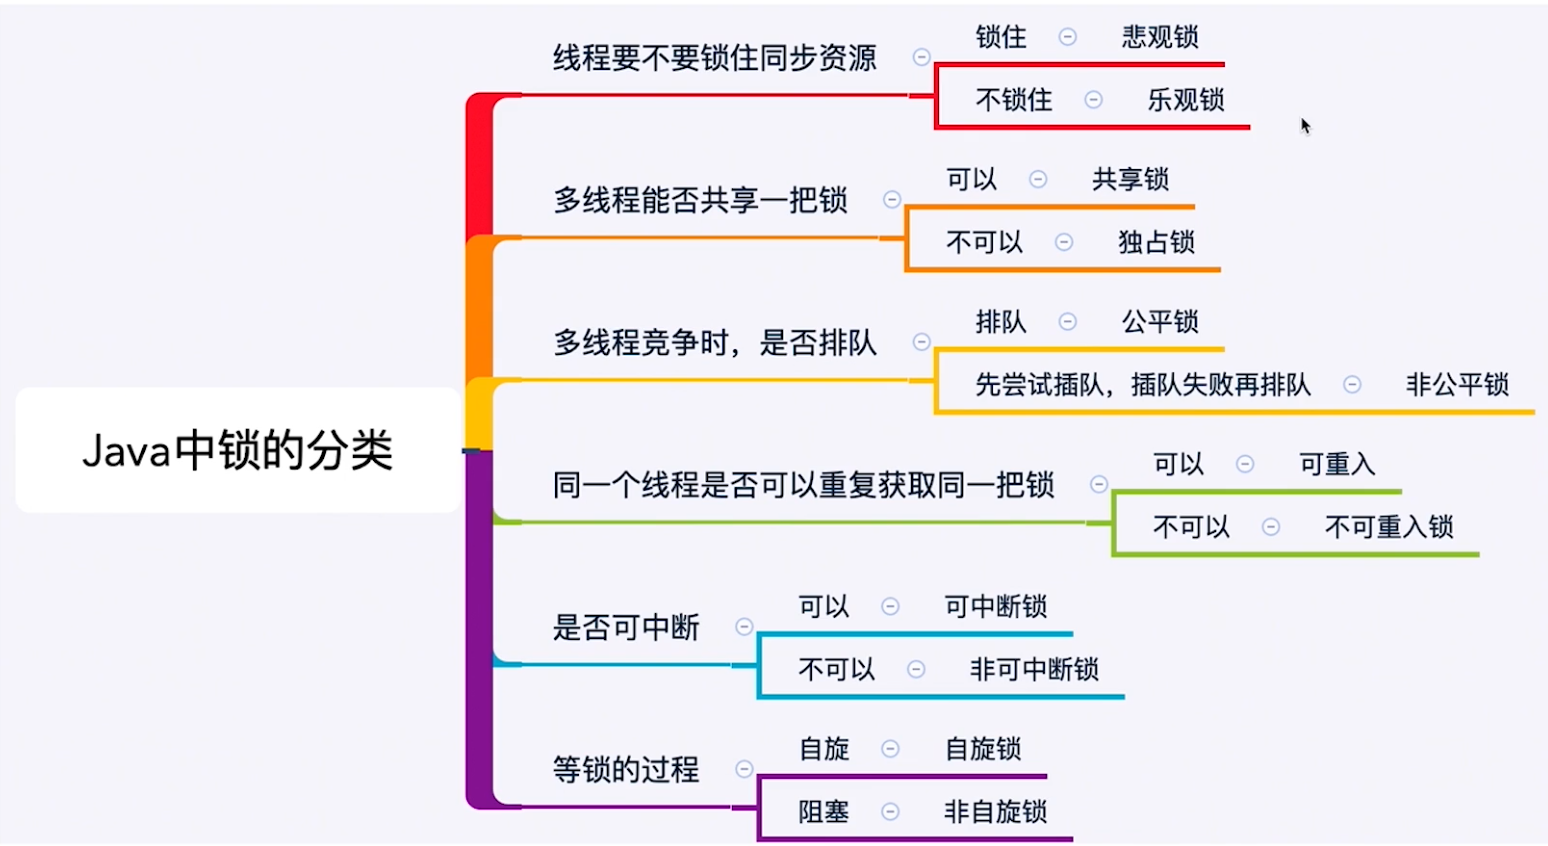 Java中锁的分类
线程要不要锁住同步资源
锁住 悲观锁
不锁住 乐观锁
多线程能否共享一把锁
可以 共享锁
不可以 独占锁
多线程竞争时，是否排队
排队 公平锁
先尝试插队，插队失败再排队 非公平锁
同一个线程是否可以重复获取同一把锁
可以 可重入
不可以 不可重入锁
是否可中断
可以 可中断锁
不可以 非可中断锁
等锁的过程
自旋 自旋锁
阻塞 非自旋锁